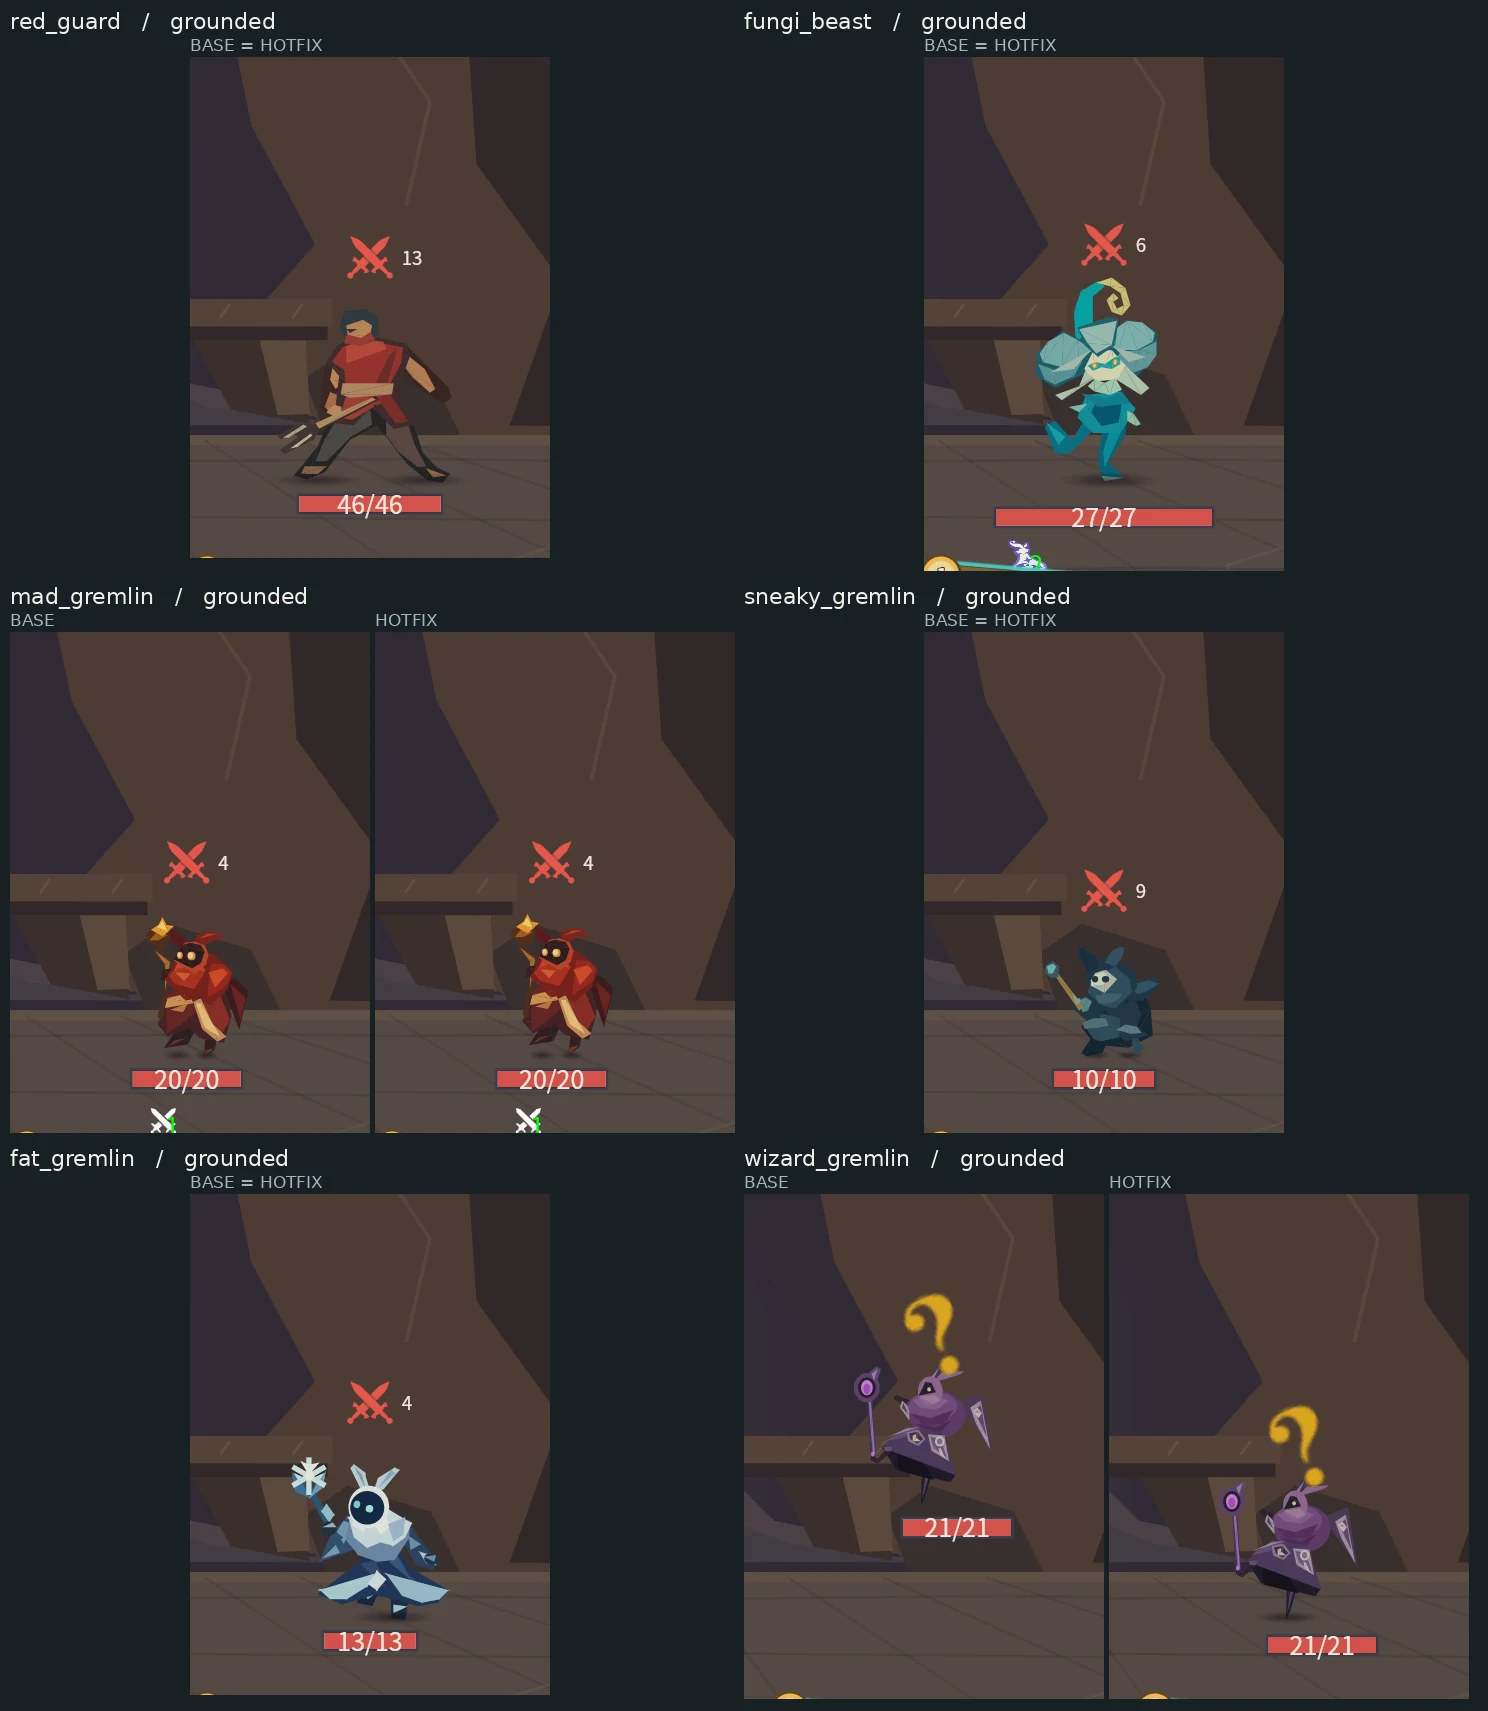 red_guard / grounded
BASE = HOTFIX
13
46/46
fungi_beast / grounded
BASE = HOTFIX
6
27/27
mad_gremlin / grounded
BASE
4
20/20
1
HOTFIX
4
20/20
1
sneaky_gremlin / grounded
BASE = HOTFIX
9
10/10
fat_gremlin / grounded
BASE = HOTFIX
4
13/13
wizard_gremlin / grounded
BASE
?
21/21
HOTFIX
?
21/21